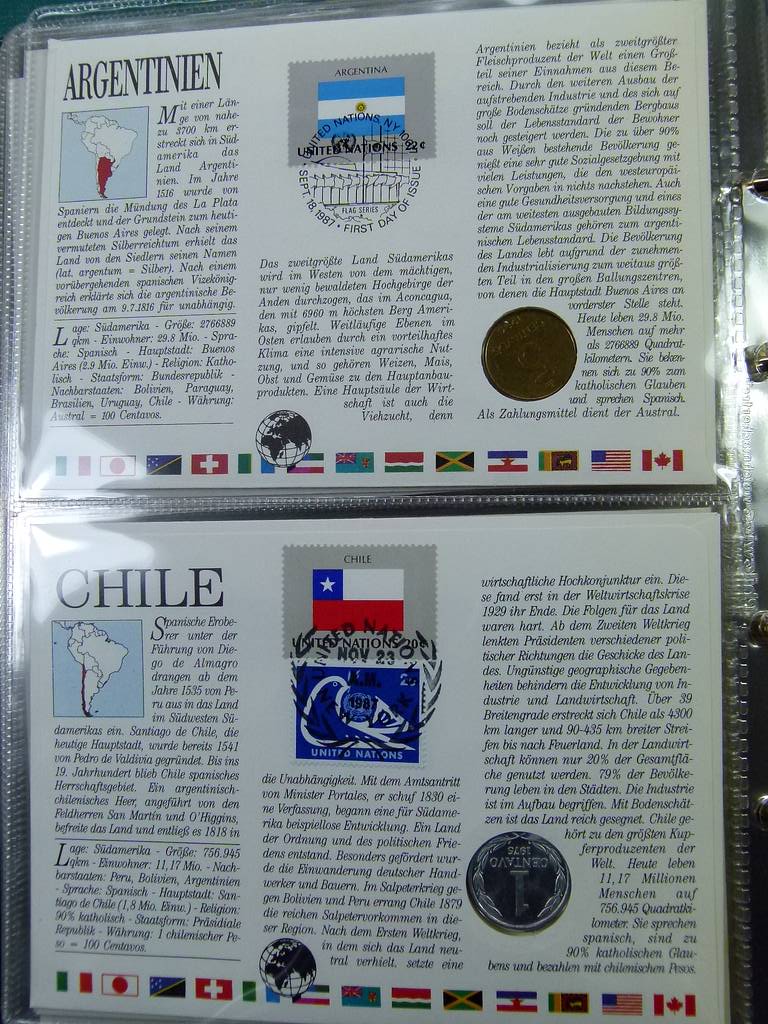 ARGENTINIEN
Mit einer Län-
ge von nahe-
zu 3700 km er-
streckt sich in Süd-
amerika das
Land Argenti-
nien. Im Jahre
1516 wurde von
Spaniern die Mündung des La Plata
entdeckt und der Grundstein zum heuti-
gen Buenos Aires gelegt. Nach seinem
vermuteten Silberreichtum erhielt das
Land von den Siedlern seinen Namen
(lat. argentum = Silber). Nach einem
vorübergehenden spanischen Vizekönig-
reich erklärte sich die argentinische Be-
völkerung am 9.7.1816 für unabhängig.
Lage: Südamerika - Größe: 2766889
qkm - Einwohner: 29.8 Mio. - Spra-
che: Spanisch - Hauptstadt: Buenos
Aires (2.9 Mio. Einw.) - Religion: Katho-
lisch - Staatsform: Bundesrepublik -
Nachbarstaaten: Bolivien, Paraguay,
Brasilien, Uruguay, Chile - Währung:
Austral = 100 Centavos.
ARGENTINA
UNITED NATIONS 22¢
UNITED NATIONS, NY 100
SEPT. 18, 1987 • FIRST DAY OF ISSUE
FLAG SERIES
Das zweitgrößte Land Südamerikas
wird im Westen von dem mächtigen,
nur wenig bewaldeten Hochgebirge der
Anden durchzogen, das im Aconcagua,
der mit 6960 m höchsten Berg Ameri-
kas, gipfelt. Weitläufige Ebenen im
Osten erlauben durch ein vorteilhaftes
Klima eine intensive agrarische Nut-
zung, und so gehören Weizen, Mais,
Obst und Gemüse zu den Hauptanbau-
produkten. Eine Hauptsäule der Wirt-
schaft ist auch die
Viehzucht, denn
Argentinien bezieht als zweitgrößter
Fleischproduzent der Welt einen Groß-
teil seiner Einnahmen aus diesem Be-
reich. Durch den weiteren Ausbau der
aufstrebenden Industrie und des sich auf
große Bodenschätze gründenden Bergbaus
soll der Lebensstandard der Bewohner
noch gesteigert werden. Die zu über 90%
aus Weißen bestehende Bevölkerung ge-
nießt eine sehr gute Sozialgesetzgebung mit
vielen Leistungen, die den westeuropäi-
schen Vorgaben in nichts nachstehen. Auch
eine gute Gesundheitsversorgung und eines
der am weitesten ausgebauten Bildungssy-
steme Südamerikas gehören zum argenti-
nischen Lebensstandard. Die Bevölkerung
des Landes lebt aufgrund der zunehmen-
den Industrialisierung zum weitaus größ-
ten Teil in den großen Ballungszentren,
von denen die Hauptstadt Buenos Aires an
vorderster Stelle steht.
Heute leben 29.8 Mio.
Menschen auf mehr
als 2766889 Quadrat-
kilometern. Sie beken-
nen sich zu 90% zum
katholischen Glauben
und sprechen Spanisch.
Als Zahlungsmittel dient der Austral.
CHILE
Spanische Erobe-
rer unter der
Führung von Die-
go de Almagro
drangen ab dem
Jahre 1535 von Pe-
ru aus in das Land
im Südwesten Sü-
damerikas ein. Santiago de Chile, die
heutige Hauptstadt, wurde bereits 1541
von Pedro de Valdivia gegründet. Bis ins
19. Jahrhundert blieb Chile spanisches
Herrschaftsgebiet. Ein argentinisch-
chilenisches Heer, angeführt von den
Feldherren San Martín und O'Higgins,
befreite das Land und entließ es 1818 in
Lage: Südamerika - Größe: 756.945
qkm - Einwohner: 11,17 Mio. - Nach-
barstaaten: Peru, Bolivien, Argentinien
- Sprache: Spanisch - Hauptstadt: San-
tiago de Chile (1,8 Mio. Einw.) - Religion:
90% katholisch - Staatsform: Präsidiale
Republik - Währung: 1 chilenischer Pe-
so = 100 Centavos.
CHILE
UNITED NATIONS 20¢
NOV 23
A.M.
1987
UNITED NATIONS
die Unabhängigkeit. Mit dem Amtsantritt
von Minister Portales, er schuf 1830 ei-
ne Verfassung, begann eine für Südame-
rika beispiellose Entwicklung. Ein Land
der Ordnung und des politischen Frie-
dens entstand. Besonders gefördert wur-
de die Einwanderung deutscher Hand-
werker und Bauern. Im Salpeterkrieg ge-
gen Bolivien und Peru errang Chile 1879
die reichen Salpetervorkommen in die-
ser Region. Nach dem Ersten Weltkrieg,
in dem sich das Land neu-
tral verhielt, setzte eine
wirtschaftliche Hochkonjunktur ein. Die-
se fand erst in der Weltwirtschaftskrise
1929 ihr Ende. Die Folgen für das Land
waren hart. Ab dem Zweiten Weltkrieg
lenkten Präsidenten verschiedener poli-
tischer Richtungen die Geschicke des Lan-
des. Ungünstige geographische Gegeben-
heiten behindern die Entwicklung von In-
dustrie und Landwirtschaft. Über 39
Breitengrade erstreckt sich Chile als 4300
km langer und 90-435 km breiter Strei-
fen bis nach Feuerland. In der Landwirt-
schaft können nur 20% der Gesamtflä-
che genutzt werden. 79% der Bevölke-
rung leben in den Städten. Die Industrie
ist im Aufbau begriffen. Mit Bodenschät-
zen ist das Land reich gesegnet. Chile ge-
hört zu den größten Kup-
ferproduzenten der
Welt. Heute leben
11,17 Millionen
Menschen auf
756.945 Quadratki-
lometer. Sie sprechen
spanisch, sind zu
90% katholischen Glau-
bens und bezahlen mit chilenischen Pesos.
1
CENTAVO
1976